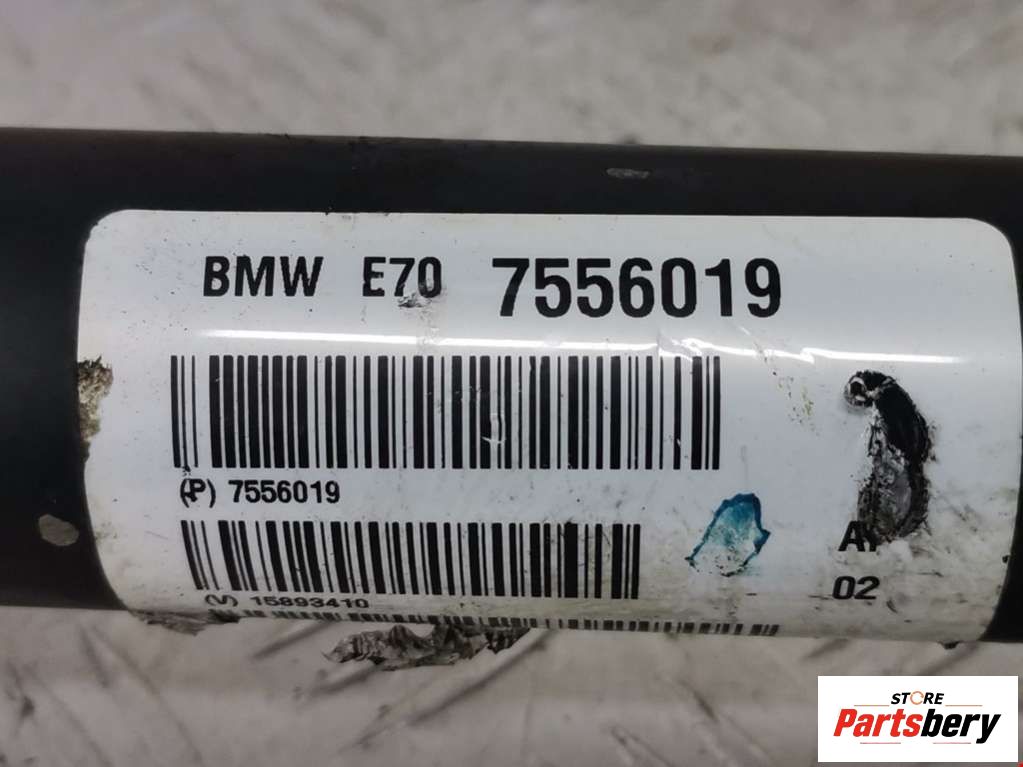 BMW E70 7556019
(P) 7556019
(V) 15893410
02
STORE
Partsbery